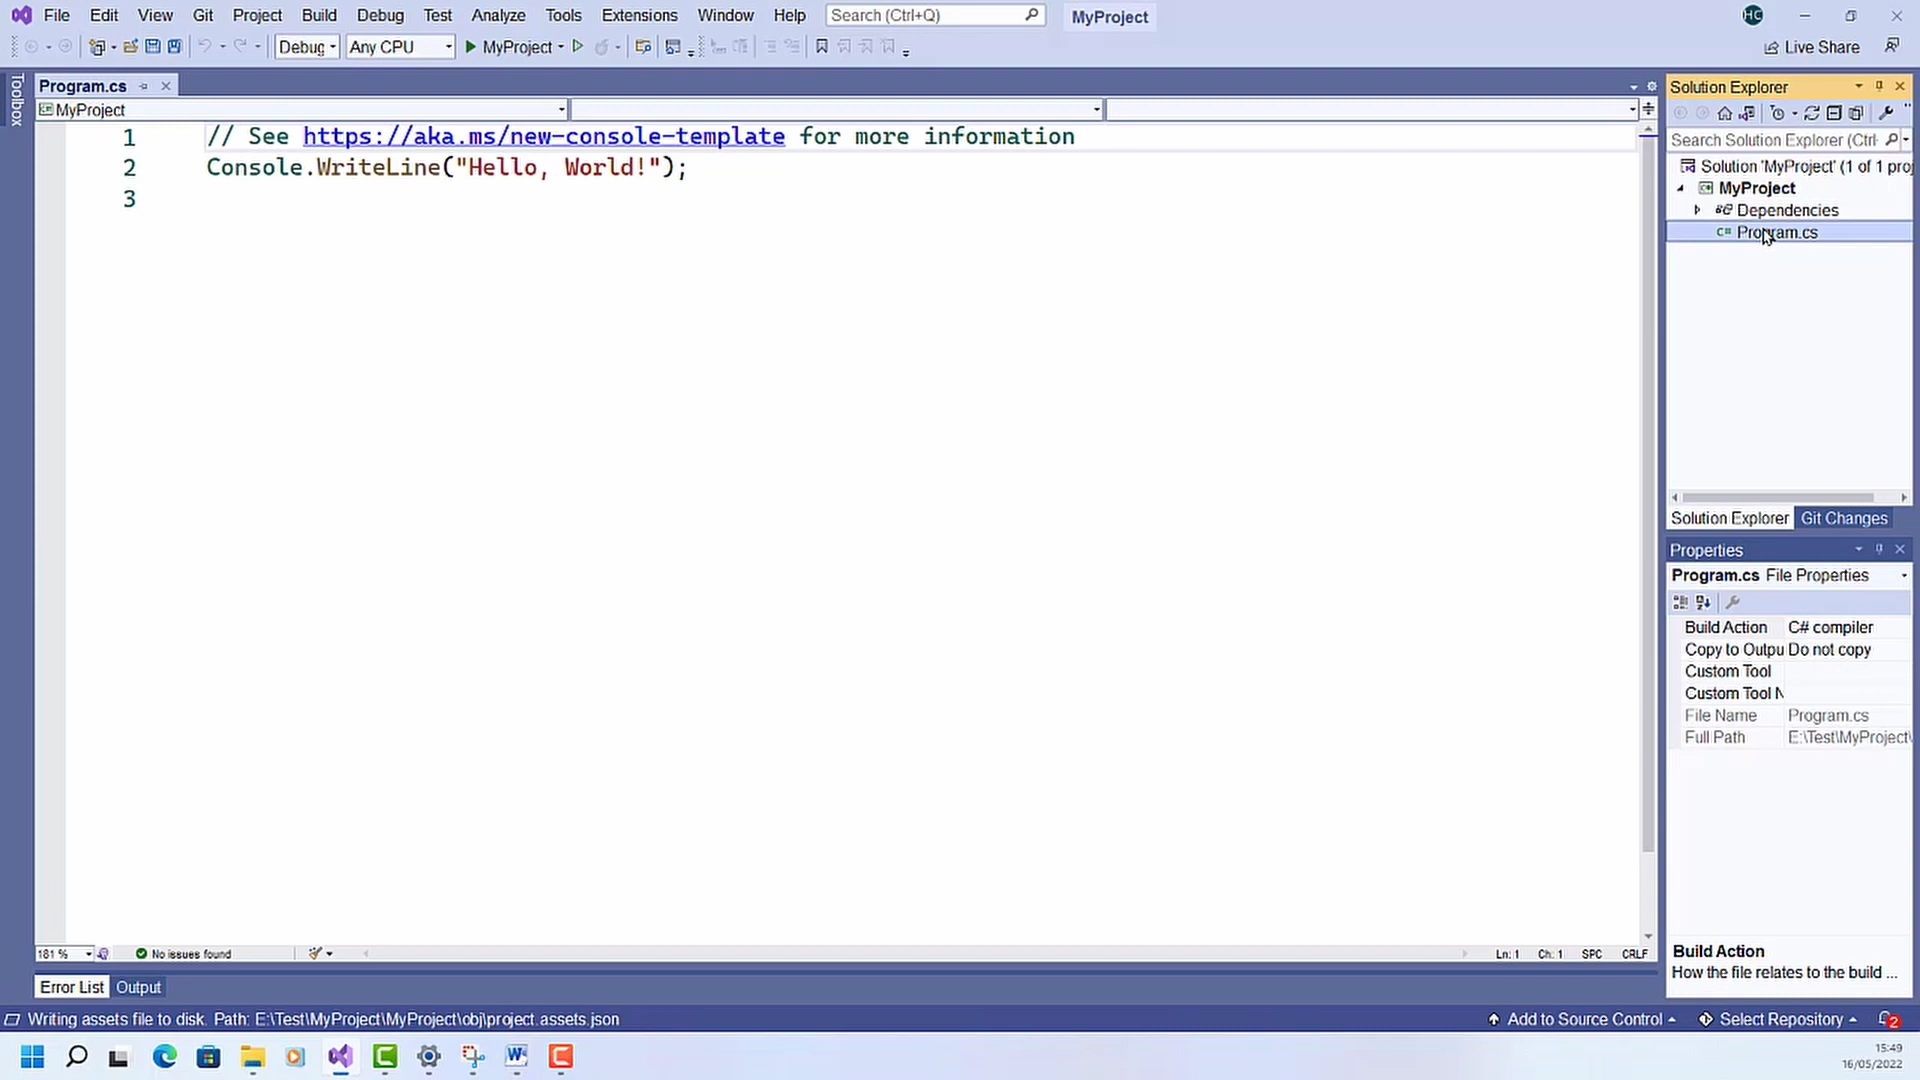 File Edit View Git Project Build Debug Test Analyze Tools Extensions Window Help Search (Ctrl+Q) MyProject HC
Debug Any CPU MyProject Live Share
Toolbox
Program.cs
MyProject
1 // See https://aka.ms/new-console-template for more information
2 Console.WriteLine("Hello, World!");
3
181 % No issues found Ln: 1 Ch: 1 SPC CRLF
Error List Output
Solution Explorer
Search Solution Explorer (Ctrl-
Solution 'MyProject' (1 of 1 proj
MyProject
Dependencies
C# Program.cs
Solution Explorer Git Changes
Properties
Program.cs File Properties
Build Action C# compiler
Copy to Outpu Do not copy
Custom Tool
Custom Tool N
File Name Program.cs
Full Path E:\Test\MyProject\
Build Action
How the file relates to the build ...
Writing assets file to disk. Path: E:\Test\MyProject\MyProject\obj\project.assets.json Add to Source Control Select Repository 2
15:49
16/05/2022